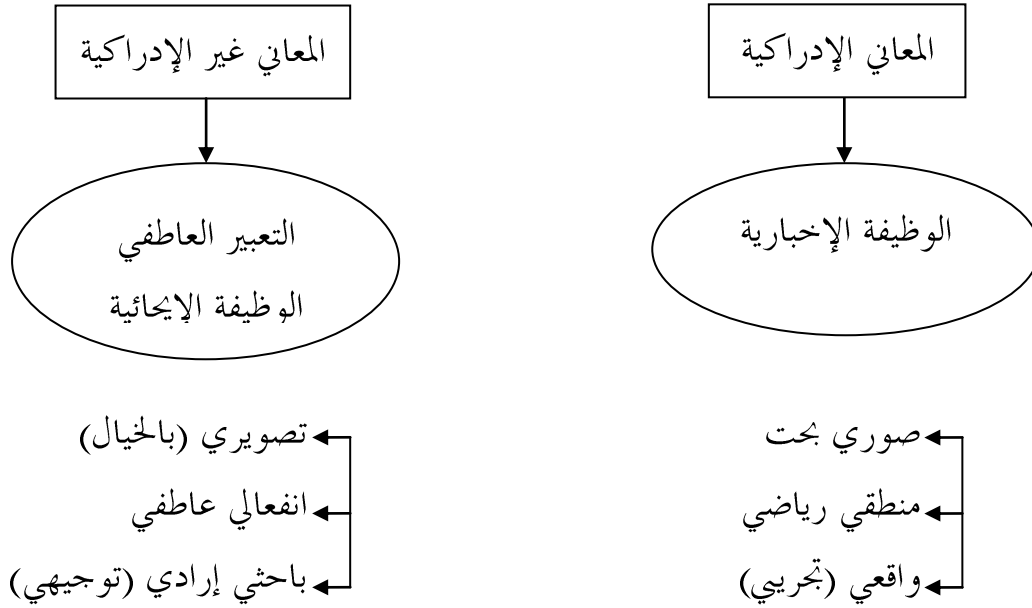 المعاني الإدراكية
الوظيفة الإخبارية
صوري بحت
منطقي رياضي
واقعي (تجريبي)
المعاني غير الإدراكية
التعبير العاطفي
الوظيفة الإيحائية
تصويري (بالخيال)
انفعالي عاطفي
باحثي إرادي (توجيهي)